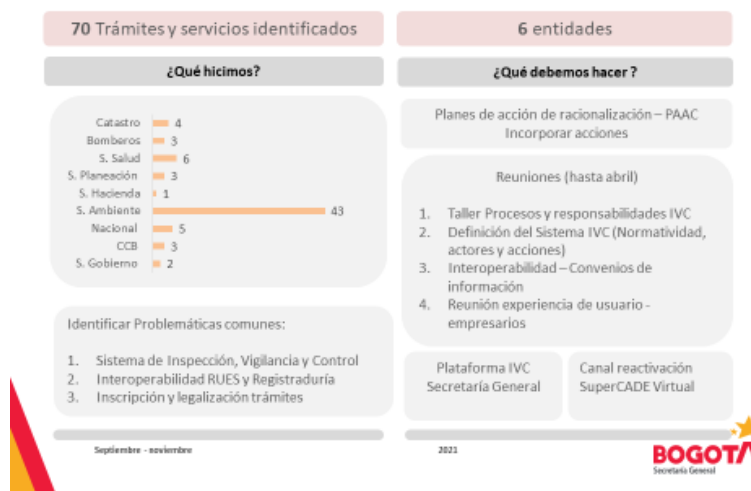 70 Trámites y servicios identificados
¿Qué hicimos?
Catastro 4
Bomberos 3
S. Salud 6
S. Planeación 3
S. Hacienda 1
S. Ambiente 43
Nacional 5
CCB 3
S. Gobierno 2
Identificar Problemáticas comunes:
1. Sistema de Inspección, Vigilancia y Control
2. Interoperabilidad RUES y Registraduría
3. Inscripción y legalización trámites
Septiembre - noviembre
6 entidades
¿Qué debemos hacer ?
Planes de acción de racionalización – PAAC
Incorporar acciones
Reuniones (hasta abril)
1. Taller Procesos y responsabilidades IVC
2. Definición del Sistema IVC (Normatividad,
actores y acciones)
3. Interoperabilidad – Convenios de
información
4. Reunión experiencia de usuario -
empresarios
Plataforma IVC
Secretaría General
Canal reactivación
SuperCADE Virtual
2021
BOGOTÁ
Secretaría General